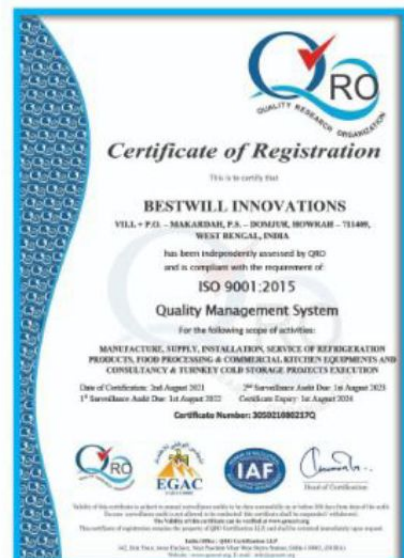 QRO
QUALITY RESEARCH ORGANIZATION
Certificate of Registration
This is to certify that
BESTWILL INNOVATIONS
VILL + P.O. – MAKARDAH, P.S. – DOMJUR, HOWRAH – 711409,
WEST BENGAL, INDIA
has been independently assessed by QRO
and is compliant with the requirement of:
ISO 9001:2015
Quality Management System
For the following scope of activities:
MANUFACTURE, SUPPLY, INSTALLATION, SERVICE OF REFRIGERATION
PRODUCTS, FOOD PROCESSING & COMMERCIAL KITCHEN EQUIPMENTS AND
CONSULTANCY & TURNKEY COLD STORAGE PROJECTS EXECUTION
Date of Certification: 2nd August 2021 2nd Surveillance Audit Due: 1st August 2023
1st Surveillance Audit Due: 1st August 2022 Certificate Expiry: 1st August 2024
Certificate Number: 305021080217Q
QRO
EGAC
IAF
Head of Certification